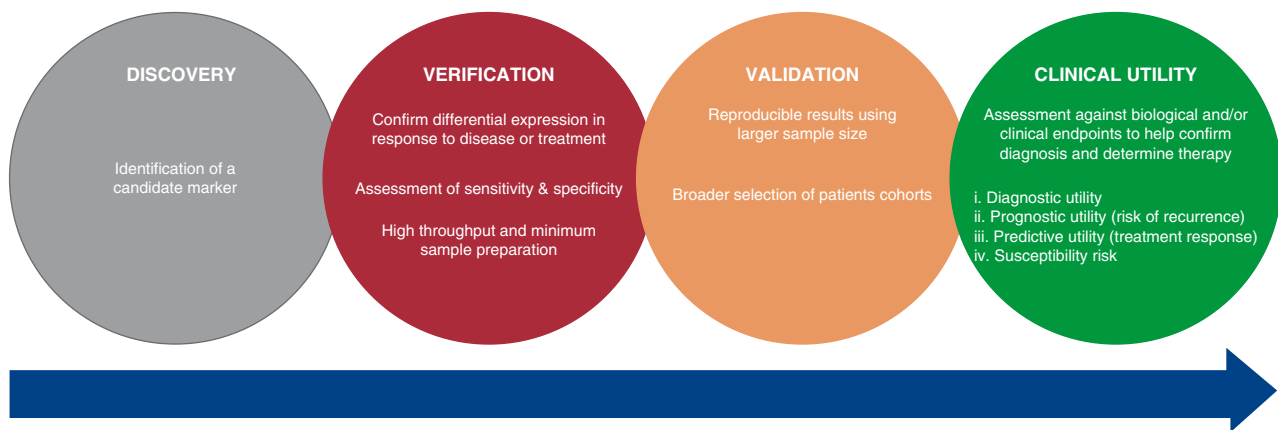 DISCOVERY
Identification of a
candidate marker
VERIFICATION
Confirm differential expression in
response to disease or treatment
Assessment of sensitivity & specificity
High throughput and minimum
sample preparation
VALIDATION
Reproducible results using
larger sample size
Broader selection of patients cohorts
CLINICAL UTILITY
Assessment against biological and/or
clinical endpoints to help confirm
diagnosis and determine therapy
i. Diagnostic utility
ii. Prognostic utility (risk of recurrence)
iii. Predictive utility (treatment response)
iv. Susceptibility risk